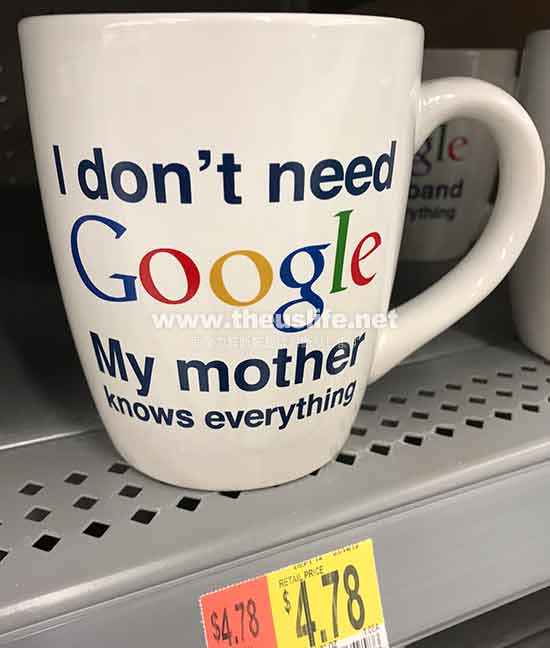 I don't need
Google
My mother
knows everything
www.theuslife.net
gle
band
ything
RETAIL PRICE
$4.78
$4.78